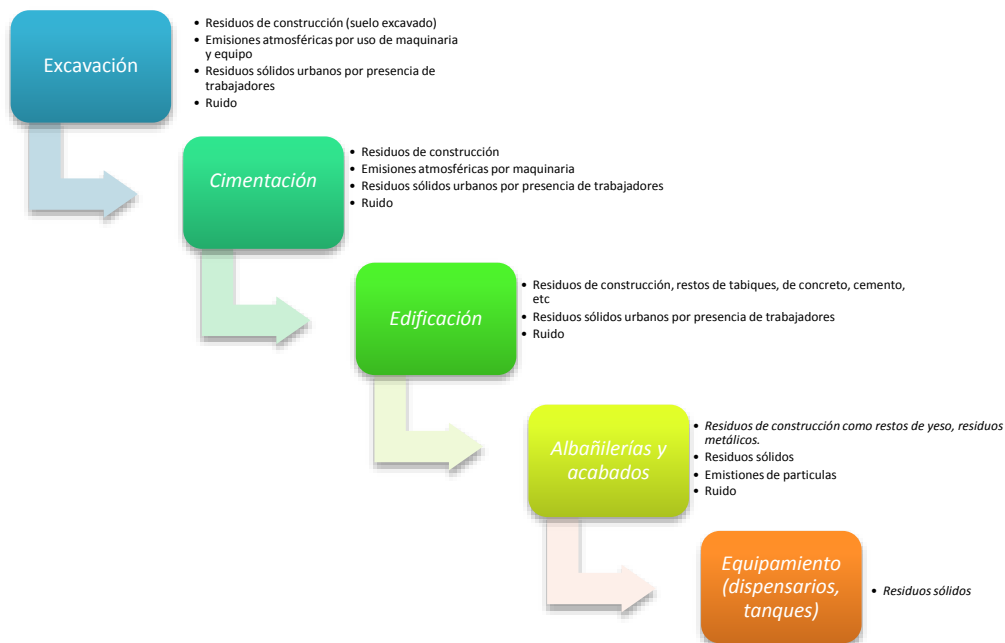 Excavación
• Residuos de construcción (suelo excavado)
• Emisiones atmosféricas por uso de maquinaria
y equipo
• Residuos sólidos urbanos por presencia de
trabajadores
• Ruido
Cimentación
• Residuos de construcción
• Emisiones atmosféricas por maquinaria
• Residuos sólidos urbanos por presencia de trabajadores
• Ruido
Edificación
• Residuos de construcción, restos de tabiques, de concreto, cemento,
etc
• Residuos sólidos urbanos por presencia de trabajadores
• Ruido
Albañilerías y
acabados
• Residuos de construcción como restos de yeso, residuos
metálicos.
• Residuos sólidos
• Emistiones de particulas
• Ruido
Equipamiento
(dispensarios,
tanques)
• Residuos sólidos